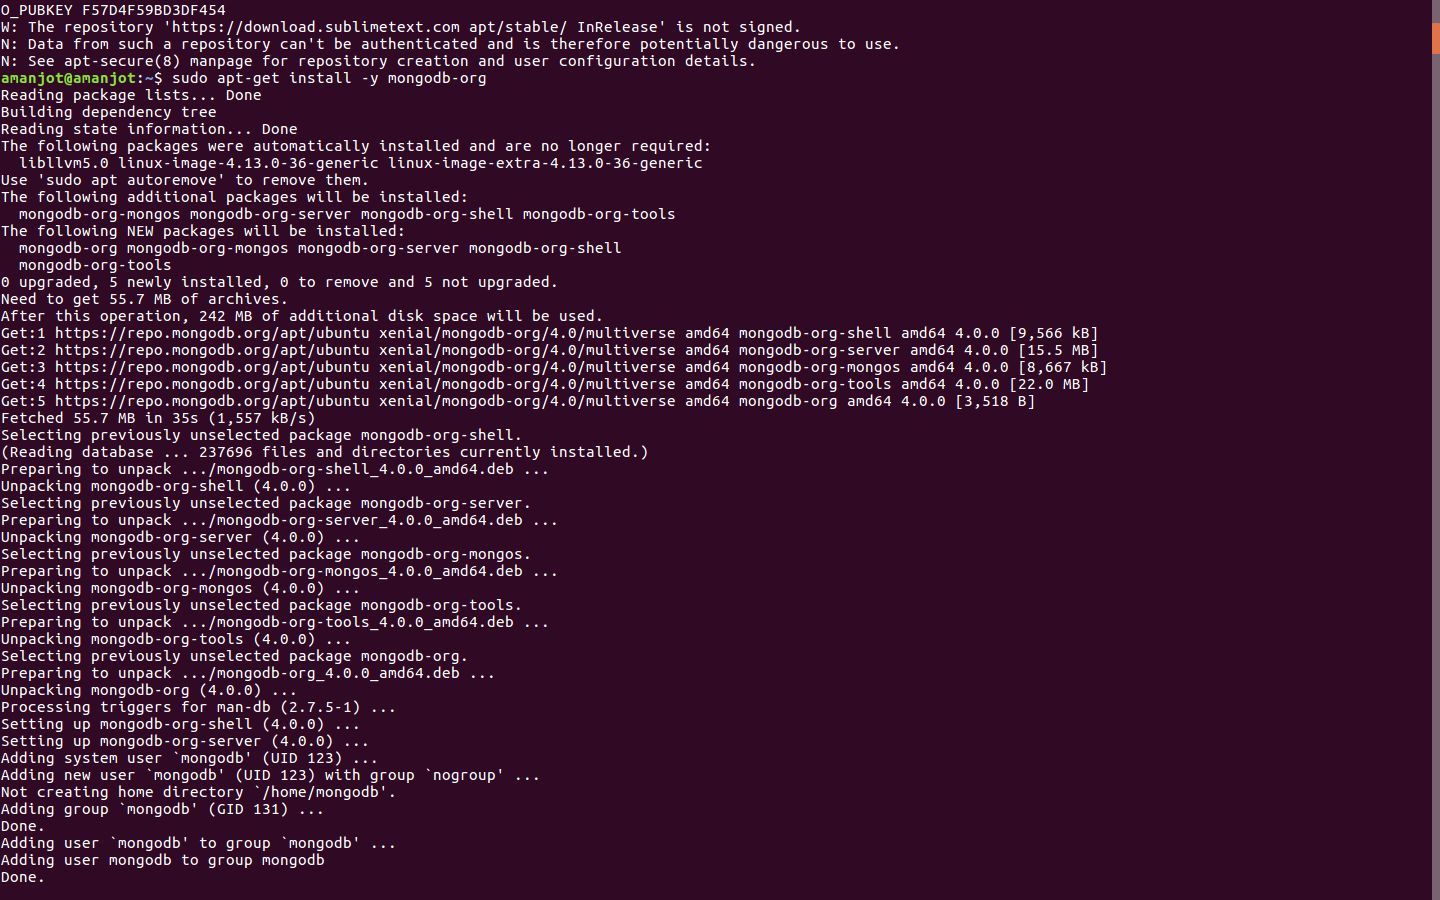 O_PUBKEY F57D4F59BD3DF454
W: The repository 'https://download.sublimetext.com apt/stable/ InRelease' is not signed.
N: Data from such a repository can't be authenticated and is therefore potentially dangerous to use.
N: See apt-secure(8) manpage for repository creation and user configuration details.
amanjot@amanjot:~$ sudo apt-get install -y mongodb-org
Reading package lists... Done
Building dependency tree
Reading state information... Done
The following packages were automatically installed and are no longer required:
  libllvm5.0 linux-image-4.13.0-36-generic linux-image-extra-4.13.0-36-generic
Use 'sudo apt autoremove' to remove them.
The following additional packages will be installed:
  mongodb-org-mongos mongodb-org-server mongodb-org-shell mongodb-org-tools
The following NEW packages will be installed:
  mongodb-org mongodb-org-mongos mongodb-org-server mongodb-org-shell
  mongodb-org-tools
0 upgraded, 5 newly installed, 0 to remove and 5 not upgraded.
Need to get 55.7 MB of archives.
After this operation, 242 MB of additional disk space will be used.
Get:1 https://repo.mongodb.org/apt/ubuntu xenial/mongodb-org/4.0/multiverse amd64 mongodb-org-shell amd64 4.0.0 [9,566 kB]
Get:2 https://repo.mongodb.org/apt/ubuntu xenial/mongodb-org/4.0/multiverse amd64 mongodb-org-server amd64 4.0.0 [15.5 MB]
Get:3 https://repo.mongodb.org/apt/ubuntu xenial/mongodb-org/4.0/multiverse amd64 mongodb-org-mongos amd64 4.0.0 [8,667 kB]
Get:4 https://repo.mongodb.org/apt/ubuntu xenial/mongodb-org/4.0/multiverse amd64 mongodb-org-tools amd64 4.0.0 [22.0 MB]
Get:5 https://repo.mongodb.org/apt/ubuntu xenial/mongodb-org/4.0/multiverse amd64 mongodb-org amd64 4.0.0 [3,518 B]
Fetched 55.7 MB in 35s (1,557 kB/s)
Selecting previously unselected package mongodb-org-shell.
(Reading database ... 237696 files and directories currently installed.)
Preparing to unpack .../mongodb-org-shell_4.0.0_amd64.deb ...
Unpacking mongodb-org-shell (4.0.0) ...
Selecting previously unselected package mongodb-org-server.
Preparing to unpack .../mongodb-org-server_4.0.0_amd64.deb ...
Unpacking mongodb-org-server (4.0.0) ...
Selecting previously unselected package mongodb-org-mongos.
Preparing to unpack .../mongodb-org-mongos_4.0.0_amd64.deb ...
Unpacking mongodb-org-mongos (4.0.0) ...
Selecting previously unselected package mongodb-org-tools.
Preparing to unpack .../mongodb-org-tools_4.0.0_amd64.deb ...
Unpacking mongodb-org-tools (4.0.0) ...
Selecting previously unselected package mongodb-org.
Preparing to unpack .../mongodb-org_4.0.0_amd64.deb ...
Unpacking mongodb-org (4.0.0) ...
Processing triggers for man-db (2.7.5-1) ...
Setting up mongodb-org-shell (4.0.0) ...
Setting up mongodb-org-server (4.0.0) ...
Adding system user `mongodb' (UID 123) ...
Adding new user `mongodb' (UID 123) with group `nogroup' ...
Not creating home directory `/home/mongodb'.
Adding group `mongodb' (GID 131) ...
Done.
Adding user `mongodb' to group `mongodb' ...
Adding user mongodb to group mongodb
Done.